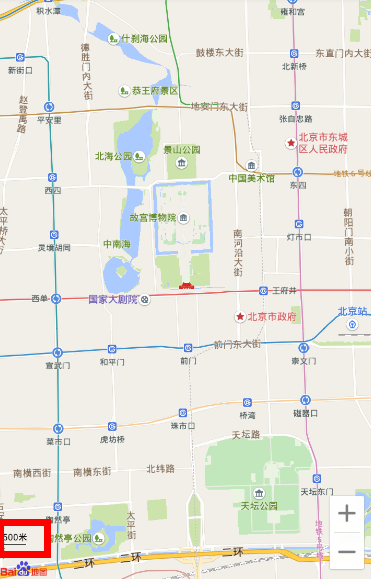 积水潭
雍和宫
什刹海公园
德胜门内大街
鼓楼东大街
东直门内大街
新街口
北新桥
恭王府景区
赵登禹路
地安门东大街
平安里
张自忠路
北京市东城
区人民政府
景山公园
北海公园
中国美术馆
地铁6号线
西四
东四
太平桥大街
故宫博物院
朝阳门南小街
灵境胡同
中南海
南河沿大街
灯市口
西单
国家大剧院
王府井
北京市政府
北京站
前门东大街
宣武门
和平门
前门
崇文门
桥湾
珠市口
磁器口
菜市口
虎坊桥
天坛路
南横西街
南横东街
北纬路
天坛东门
天坛公园
陶然亭
太平街
500米
陶然亭公园
二环
二环
二环
Bai 地图